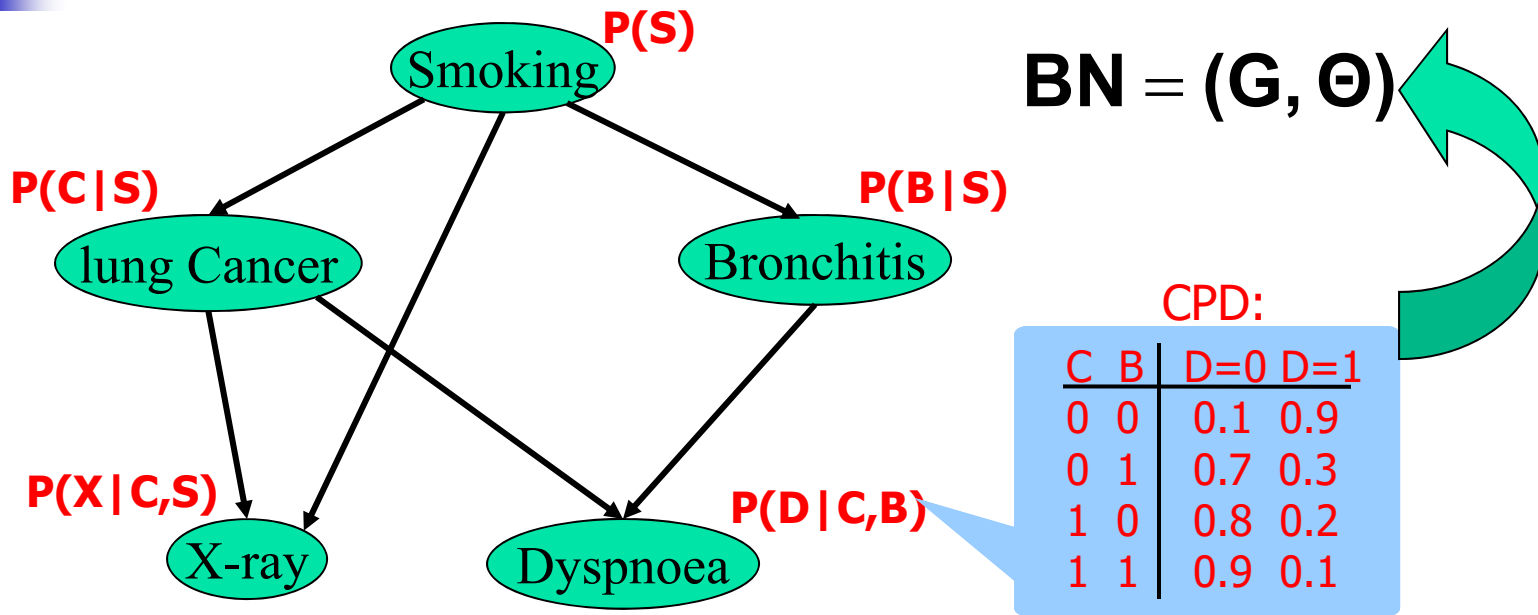 P(S)
Smoking
BN = (G, Θ)
P(C|S)
P(B|S)
lung Cancer
Bronchitis
CPD:
C B D=0 D=1
0 0 0.1 0.9
0 1 0.7 0.3
1 0 0.8 0.2
1 1 0.9 0.1
P(X|C,S)
P(D|C,B)
X-ray
Dyspnoea